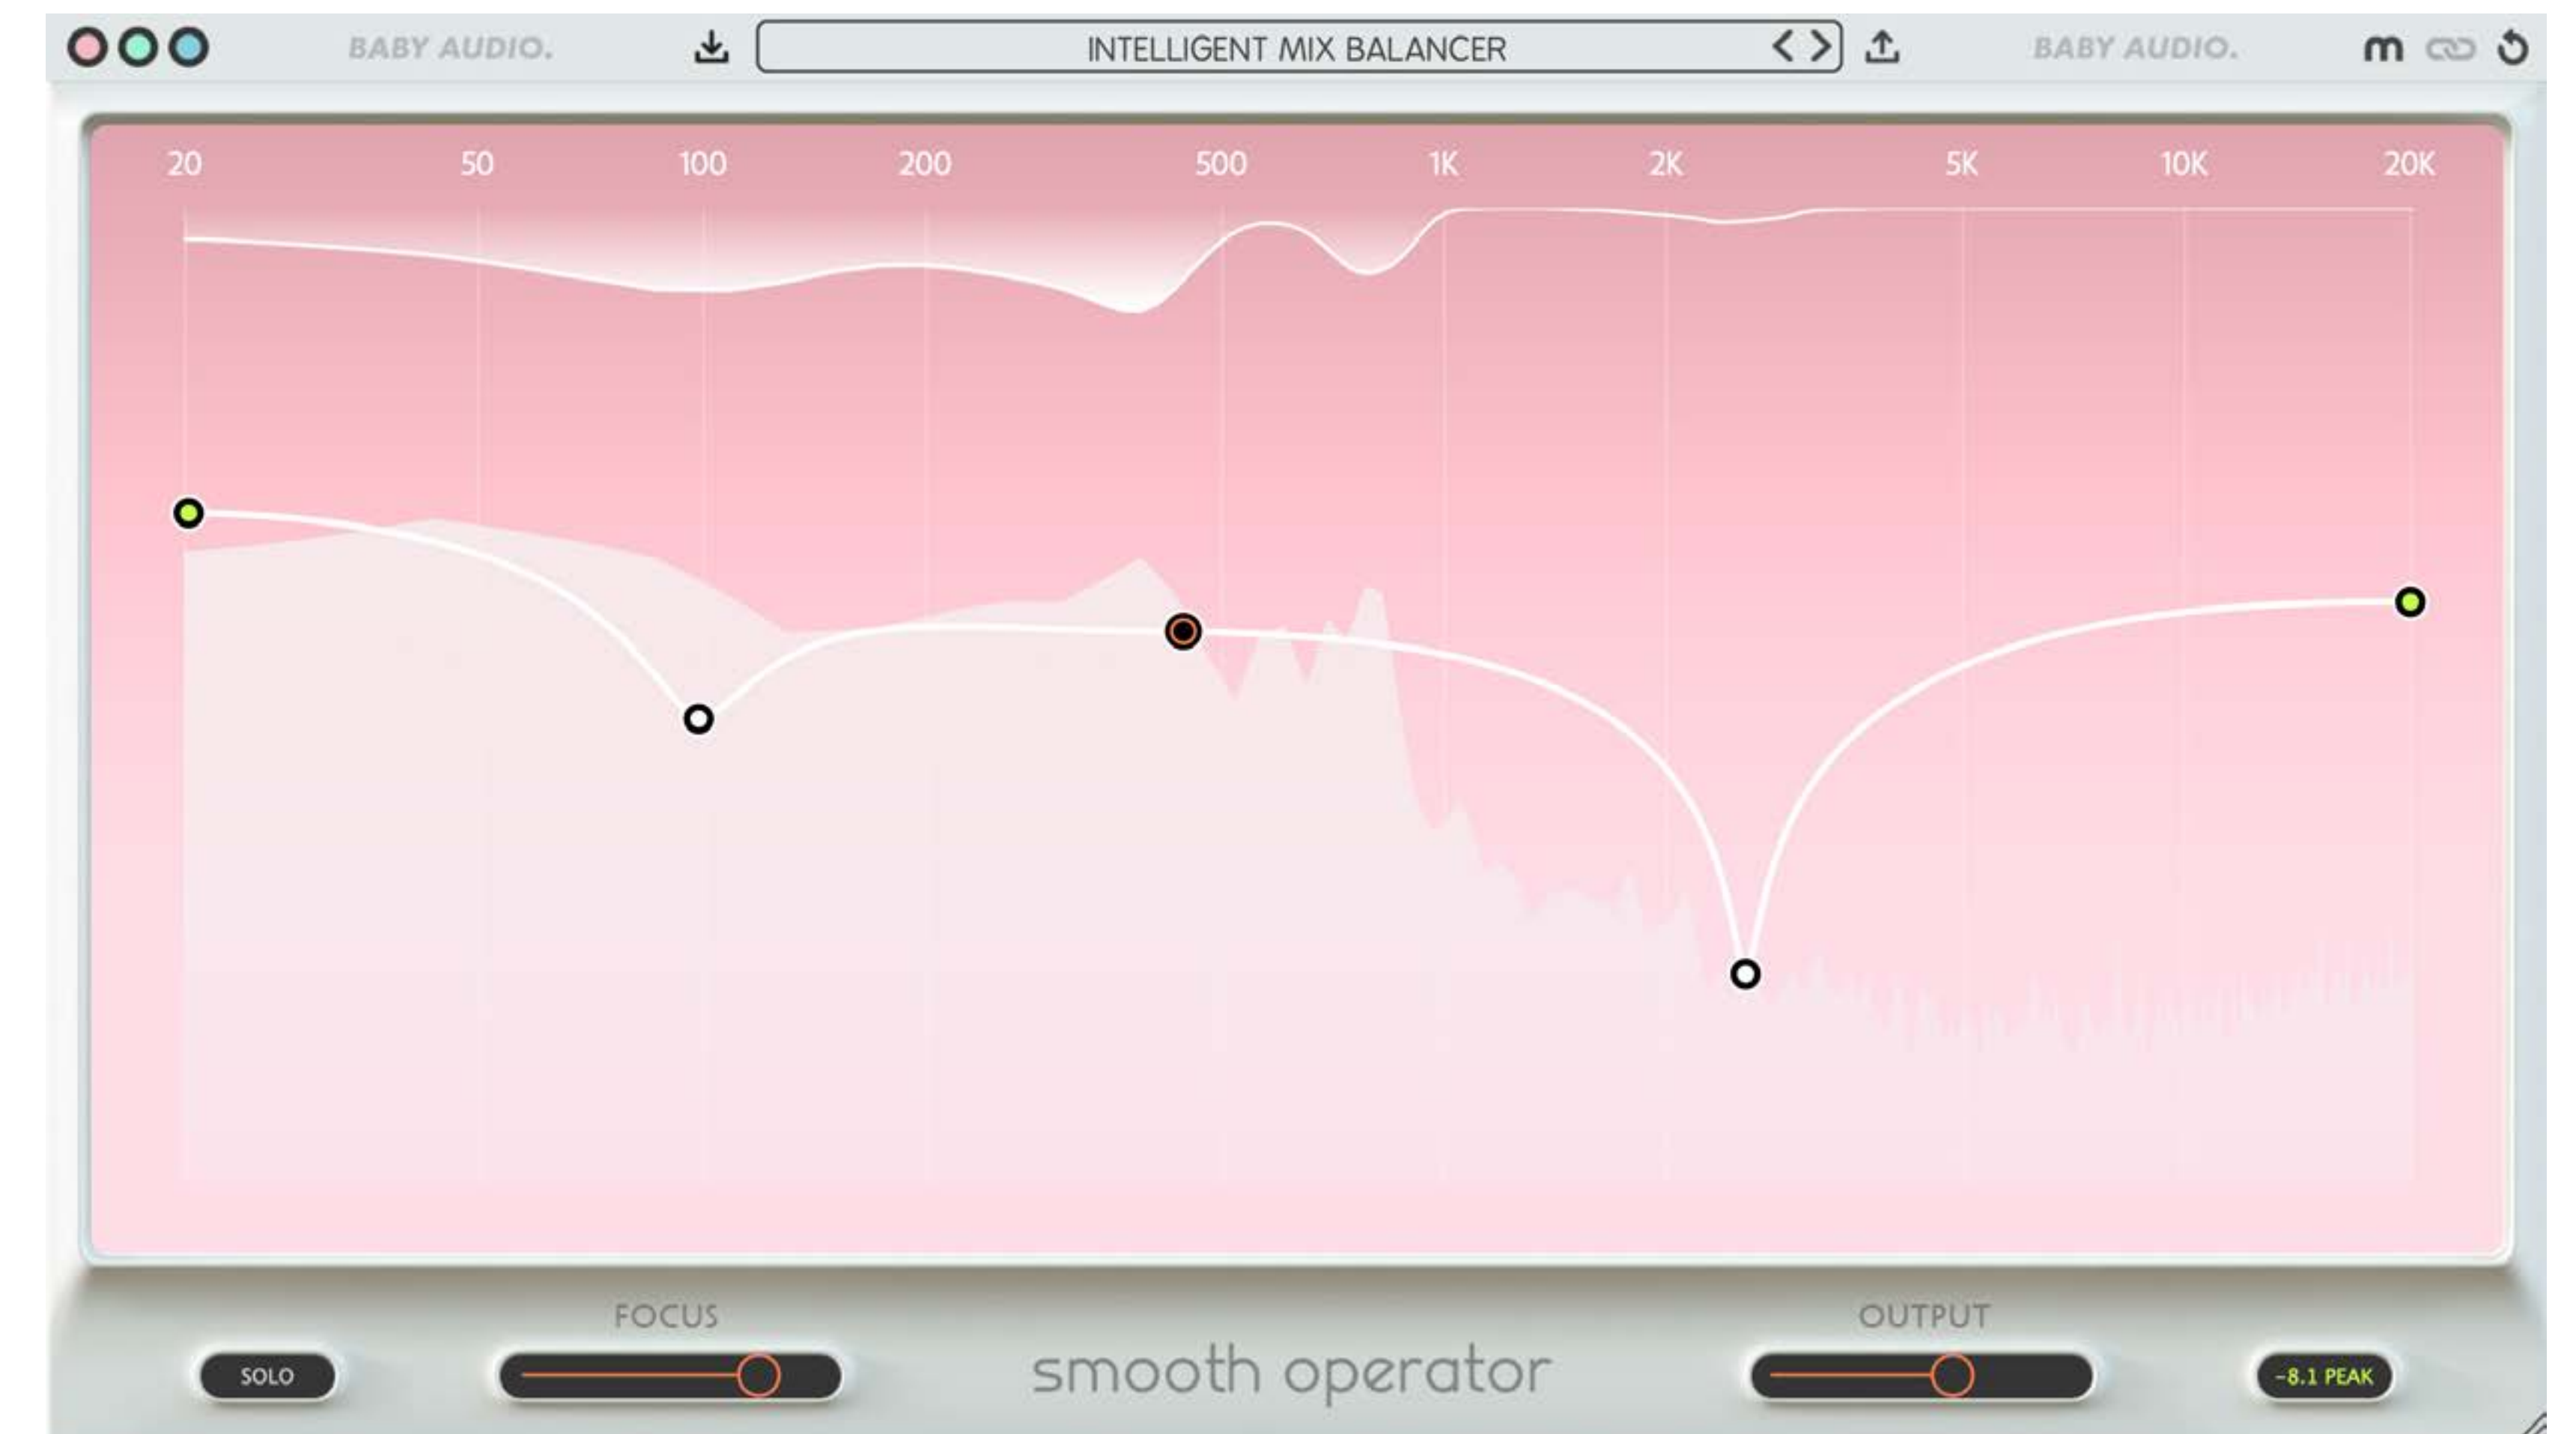 BABY AUDIO. INTELLIGENT MIX BALANCER BABY AUDIO. m
20 50 100 200 500 1K 2K 5K 10K 20K
FOCUS OUTPUT
SOLO smooth operator -8.1 PEAK